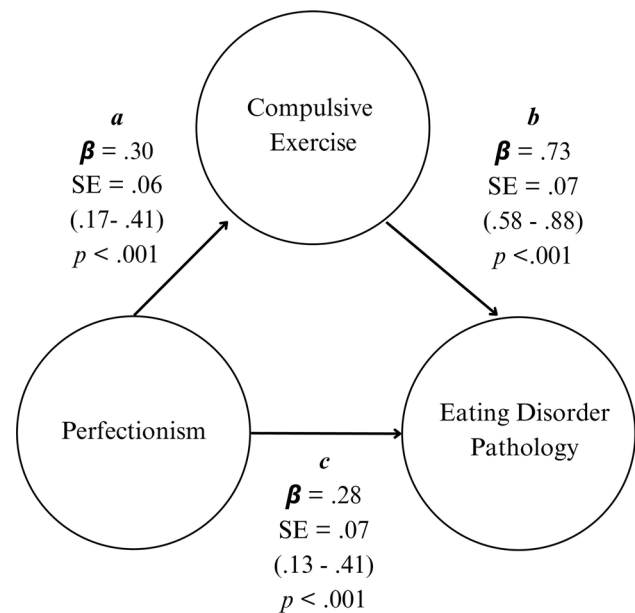 Compulsive
Exercise
a
β = .30
SE = .06
(.17- .41)
p < .001
b
β = .73
SE = .07
(.58 - .88)
p <.001
Perfectionism
Eating Disorder
Pathology
c
β = .28
SE = .07
(.13 - .41)
p < .001